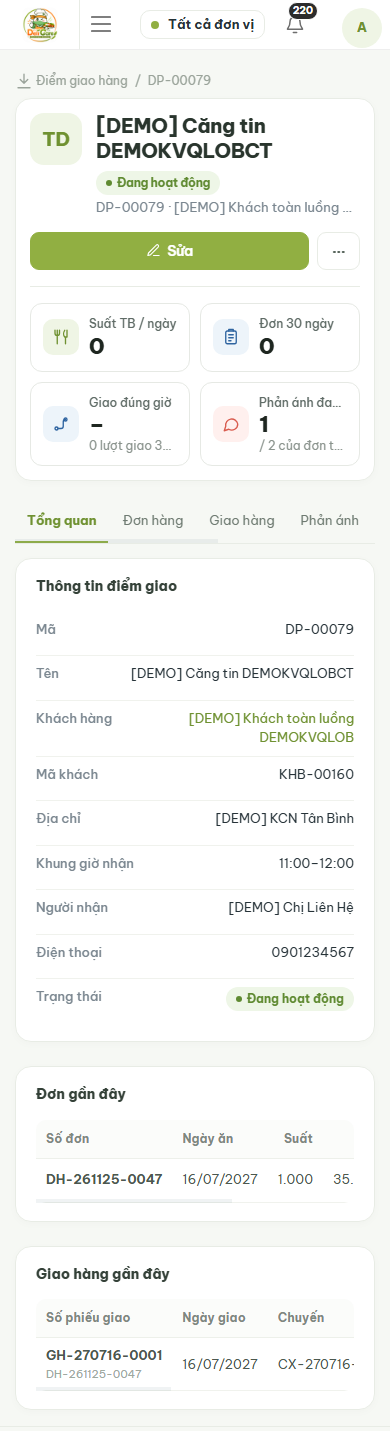 Tất cả đơn vị
220
A
Điểm giao hàng / DP-00079
TD
[DEMO] Căng tin
DEMOKVQLOBCT
Đang hoạt động
DP-00079 · [DEMO] Khách toàn luồng ...
Sửa
...
Suất TB / ngày
0
Đơn 30 ngày
0
Giao đúng giờ
–
0 lượt giao 3...
Phản ánh đa...
1
/ 2 của đơn t...
Tổng quan
Đơn hàng
Giao hàng
Phản ánh
Thông tin điểm giao
Mã
DP-00079
Tên
[DEMO] Căng tin DEMOKVQLOBCT
Khách hàng
[DEMO] Khách toàn luồng
DEMOKVQLOB
Mã khách
KHB-00160
Địa chỉ
[DEMO] KCN Tân Bình
Khung giờ nhận
11:00–12:00
Người nhận
[DEMO] Chị Liên Hệ
Điện thoại
0901234567
Trạng thái
Đang hoạt động
Đơn gần đây
Số đơn Ngày ăn Suất
DH-261125-0047 16/07/2027 1.000 35.
Giao hàng gần đây
Số phiếu giao Ngày giao Chuyến
GH-270716-0001 16/07/2027 CX-270716-
DH-261125-0047